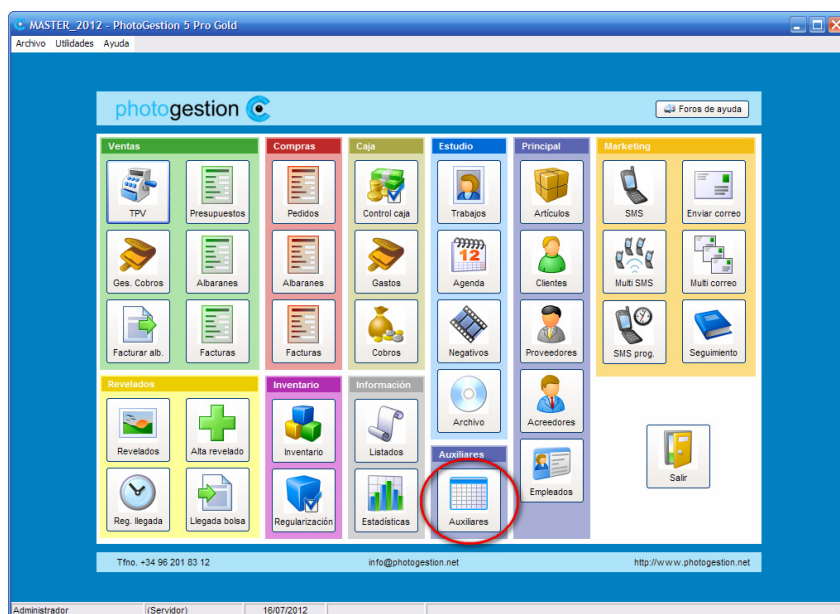 MASTER_2012 - PhotoGestion 5 Pro Gold
Archivo Utilidades Ayuda
photogestion
Foros de ayuda
Ventas
TPV
Presupuestos
Ges. Cobros
Albaranes
Facturar alb.
Facturas
Compras
Pedidos
Albaranes
Facturas
Caja
Control caja
Gastos
Cobros
Estudio
Trabajos
12
Agenda
Negativos
Archivo
Principal
Artículos
Clientes
Proveedores
Acreedores
Empleados
Marketing
SMS
Enviar correo
Multi SMS
Multi correo
SMS prog.
Seguimiento
Revelados
Revelados
Alta revelado
Reg. llegada
Llegada bolsa
Inventario
Inventario
Regularización
Información
Listados
Estadísticas
Auxiliares
Auxiliares
Salir
Tfno. +34 96 201 83 12
info@photogestion.net
http://www.photogestion.net
Administrador
(Servidor)
16/07/2012